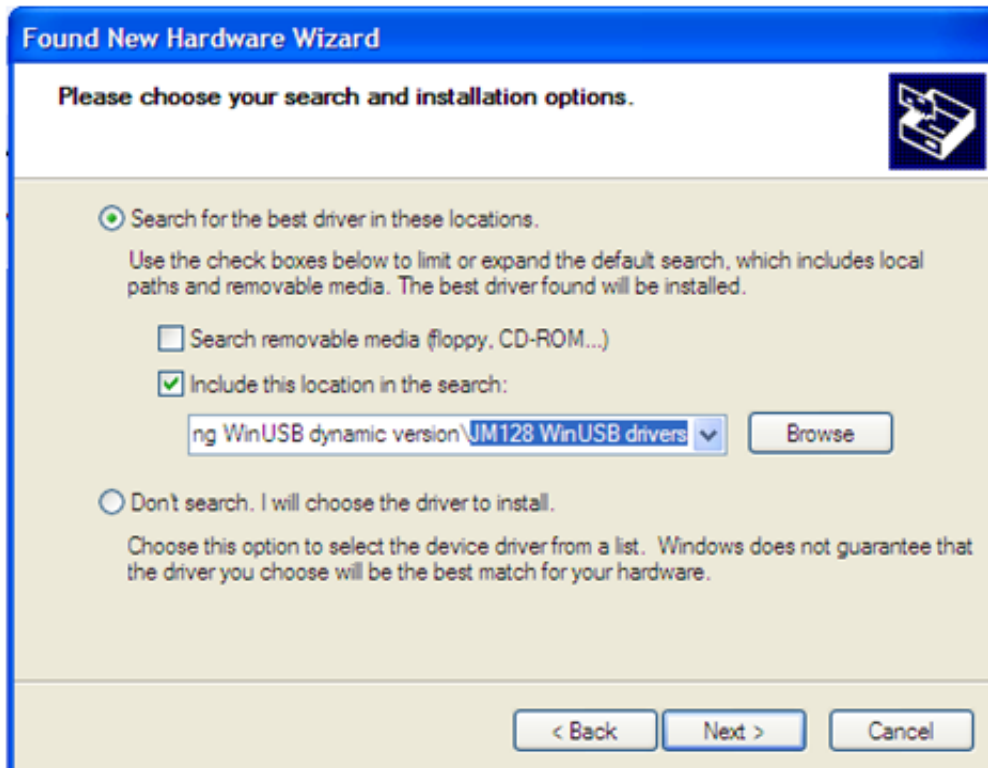 Found New Hardware Wizard
Please choose your search and installation options.
Search for the best driver in these locations.
Use the check boxes below to limit or expand the default search, which includes local
paths and removable media. The best driver found will be installed.
Search removable media (floppy, CD-ROM...)
Include this location in the search:
ng WinUSB dynamic version\JM128 WinUSB drivers
Browse
Don't search. I will choose the driver to install.
Choose this option to select the device driver from a list. Windows does not guarantee that
the driver you choose will be the best match for your hardware.
< Back Next > Cancel